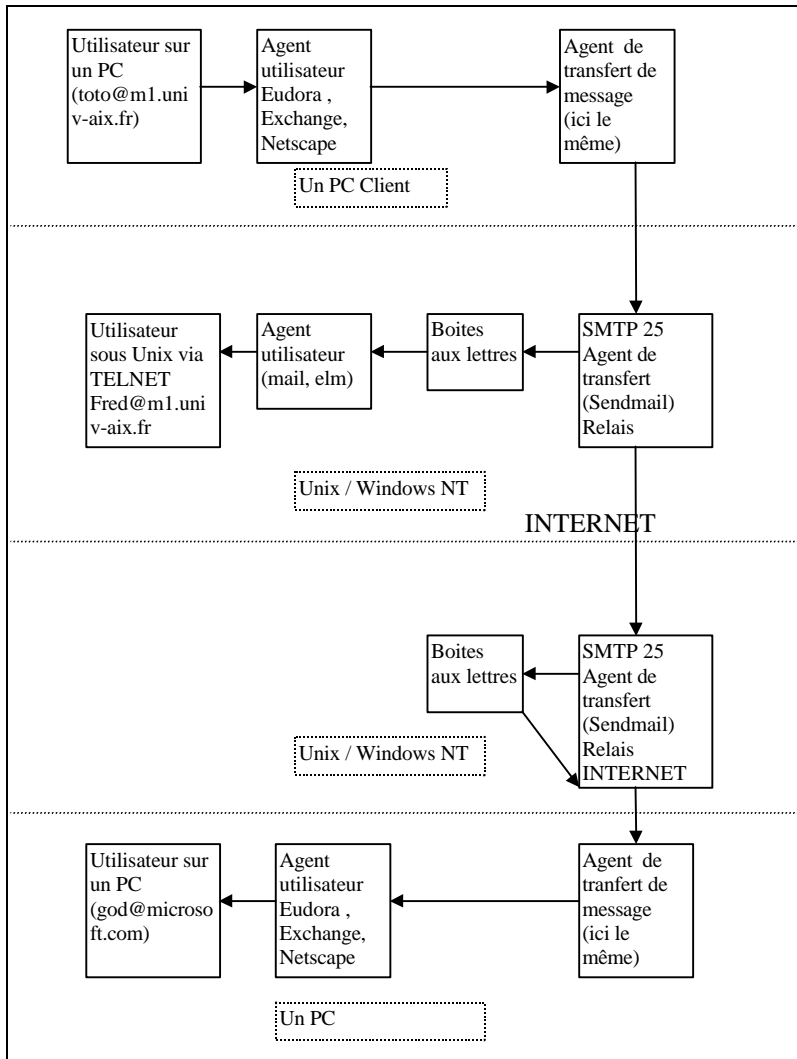 Utilisateur sur
un PC
(toto@m1.uni
v-aix.fr)
Agent
utilisateur
Eudora ,
Exchange,
Netscape
Agent de
transfert de
message
(ici le
même)
Un PC Client
Utilisateur
sous Unix via
TELNET
Fred@m1.uni
v-aix.fr
Agent
utilisateur
(mail, elm)
Boites
aux lettres
SMTP 25
Agent de
transfert
(Sendmail)
Relais
Unix / Windows NT
INTERNET
Boites
aux lettres
SMTP 25
Agent de
transfert
(Sendmail)
Relais
INTERNET
Unix / Windows NT
Utilisateur sur
un PC
(god@microso
ft.com)
Agent
utilisateur
Eudora ,
Exchange,
Netscape
Agent de
tranfert de
message
(ici le
même)
Un PC